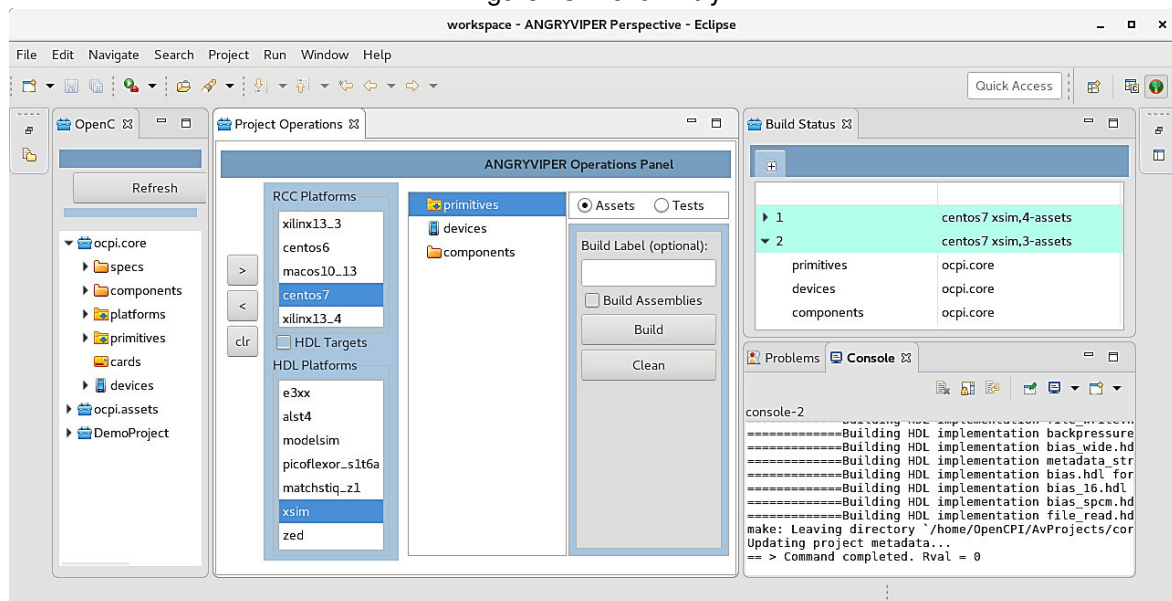 workspace - ANGRYVIPER Perspective - Eclipse
File Edit Navigate Search Project Run Window Help
Quick Access
OpenC
Refresh
ocpi.core
specs
components
platforms
primitives
cards
devices
ocpi.assets
DemoProject
Project Operations
ANGRYVIPER Operations Panel
>
<
clr
RCC Platforms
xilinx13_3
centos6
macos10_13
centos7
xilinx13_4
HDL Targets
HDL Platforms
e3xx
alst4
modelsim
picoflexor_s1t6a
matchstiq_z1
xsim
zed
primitives
devices
components
Assets Tests
Build Label (optional):
Build Assemblies
Build
Clean
Build Status
1 centos7 xsim,4-assets
2 centos7 xsim,3-assets
primitives ocpi.core
devices ocpi.core
components ocpi.core
Problems Console
console-2
=============Building HDL implementation backpressure
=============Building HDL implementation bias_wide.hd
=============Building HDL implementation metadata_str
=============Building HDL implementation bias.hdl for
=============Building HDL implementation bias_16.hdl
=============Building HDL implementation bias_spcm.hd
=============Building HDL implementation file_read.hd
make: Leaving directory `/home/OpenCPI/AvProjects/cor
Updating project metadata...
== > Command completed. Rval = 0